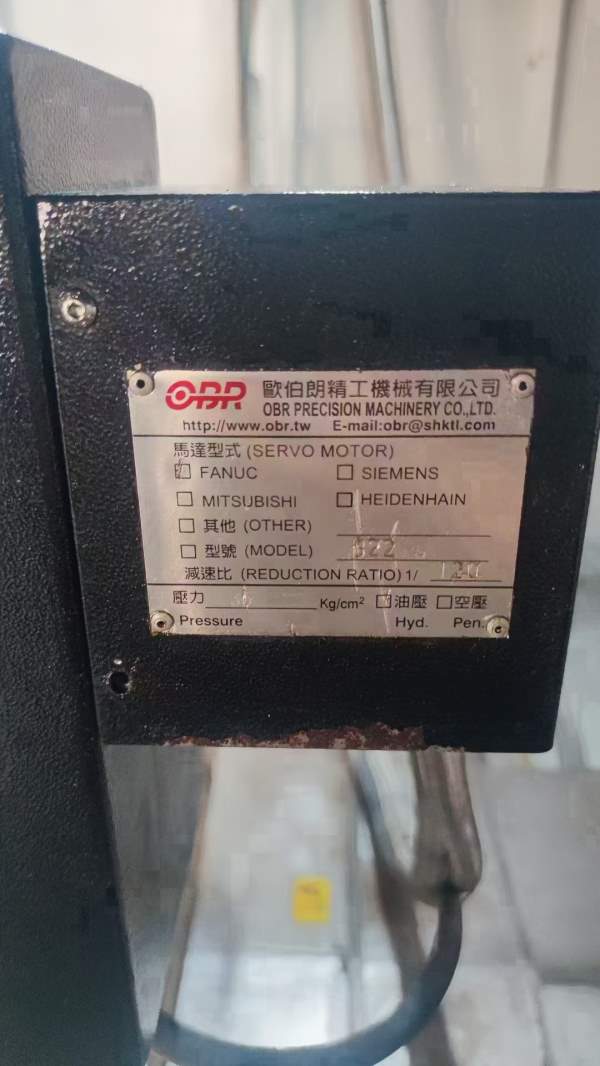 OBR 歐伯朗精工機械有限公司
OBR PRECISION MACHINERY CO.,LTD.
http://www.obr.tw E-mail:obr@shktl.com
馬達型式 (SERVO MOTOR)
☑ FANUC □ SIEMENS
□ MITSUBISHI □ HEIDENHAIN
□ 其他 (OTHER)
□ 型號 (MODEL)
減速比 (REDUCTION RATIO) 1/
壓力 Kg/cm² □油壓 □空壓
Pressure Hyd. Pen.